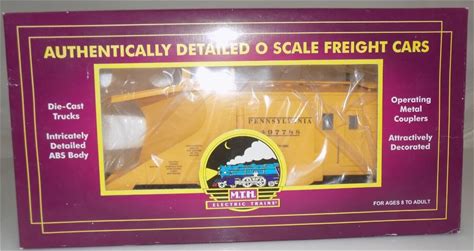 AUTHENTICALLY DETAILED O SCALE FREIGHT CARS
Die-Cast
Trucks
Intricately
Detailed
ABS Body
PENNSYLVANIA
Operating
Metal
Couplers
Attractively
Decorated
M.T.H.
ELECTRIC TRAINS
FOR AGES 8 TO ADULT